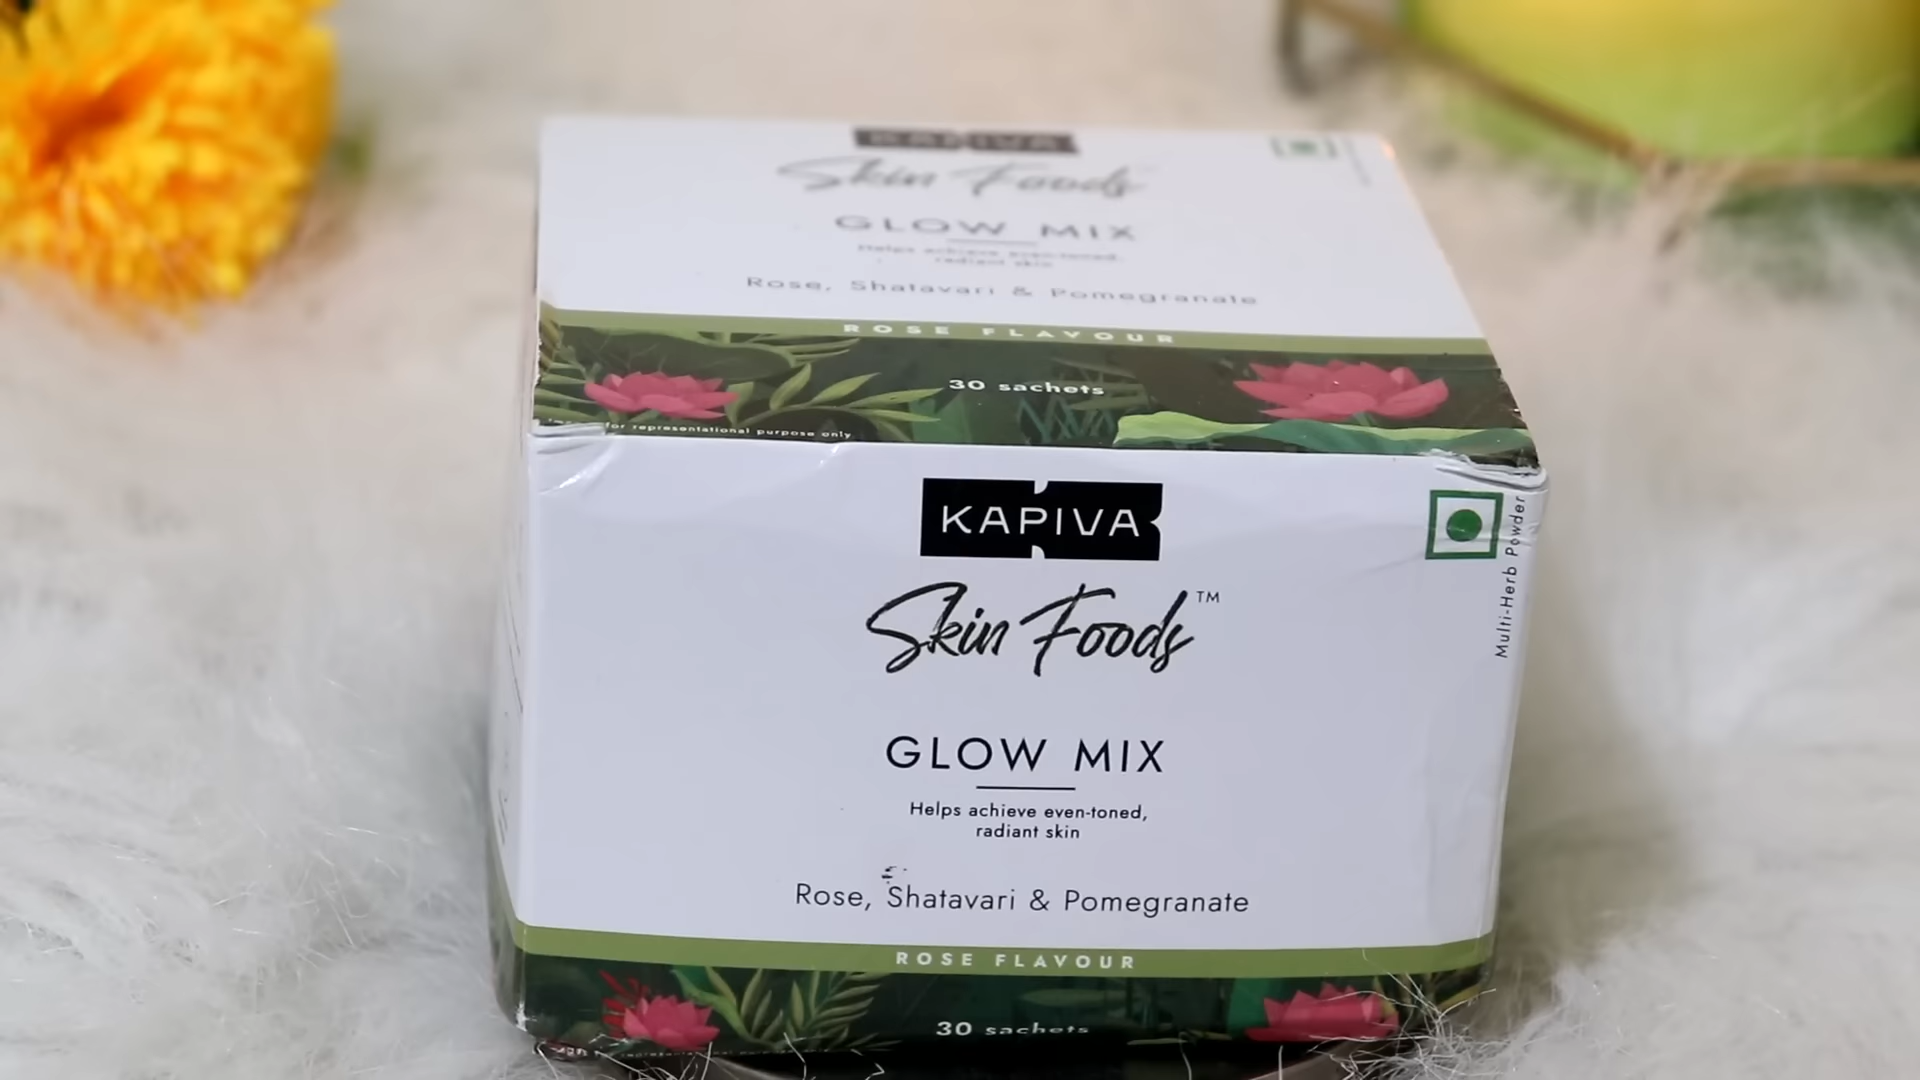 KAPIVA
Skin Foods
GLOW MIX
Helps achieve even-toned,
radiant skin
Rose, Shatavari & Pomegranate
ROSE FLAVOUR
30 sachets
for representational purpose only
KAPIVA
Skin Foods™
GLOW MIX
Helps achieve even-toned,
radiant skin
Rose, Shatavari & Pomegranate
ROSE FLAVOUR
30 sachets
Multi-Herb Powder